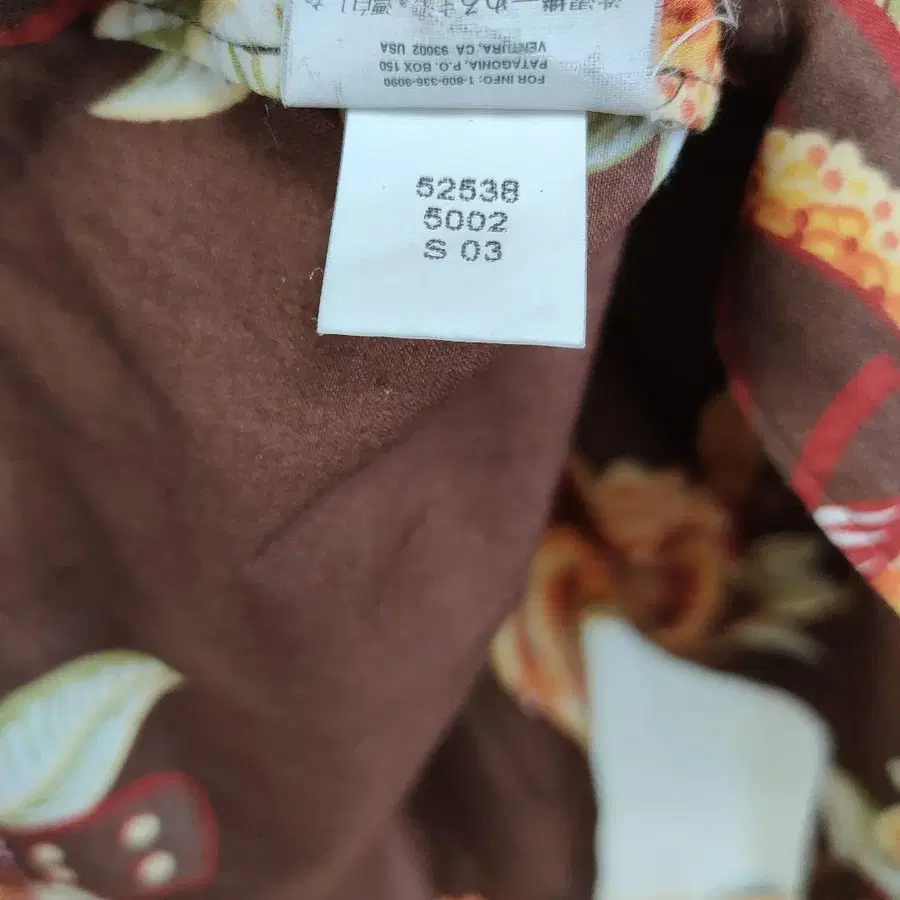 FOR INFO: 1-800-336-9090
PATAGONIA, P.O. BOX 150
VENTURA, CA 93002 USA
52538
5002
S 03